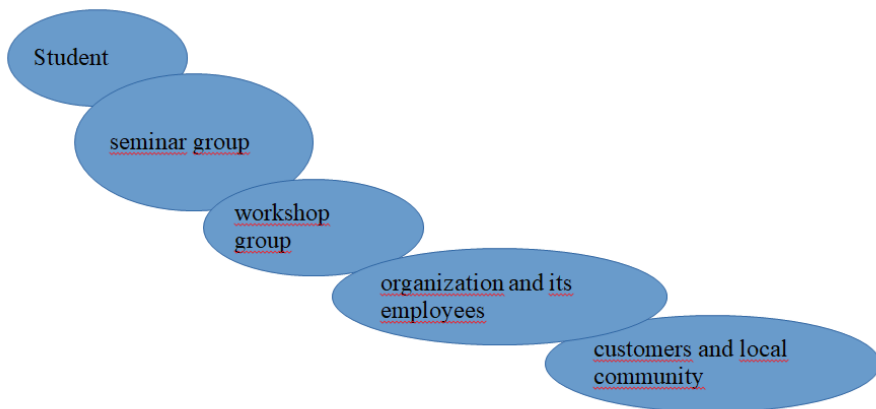 Student
seminar group
workshop
group
organization and its
employees
customers and local
community